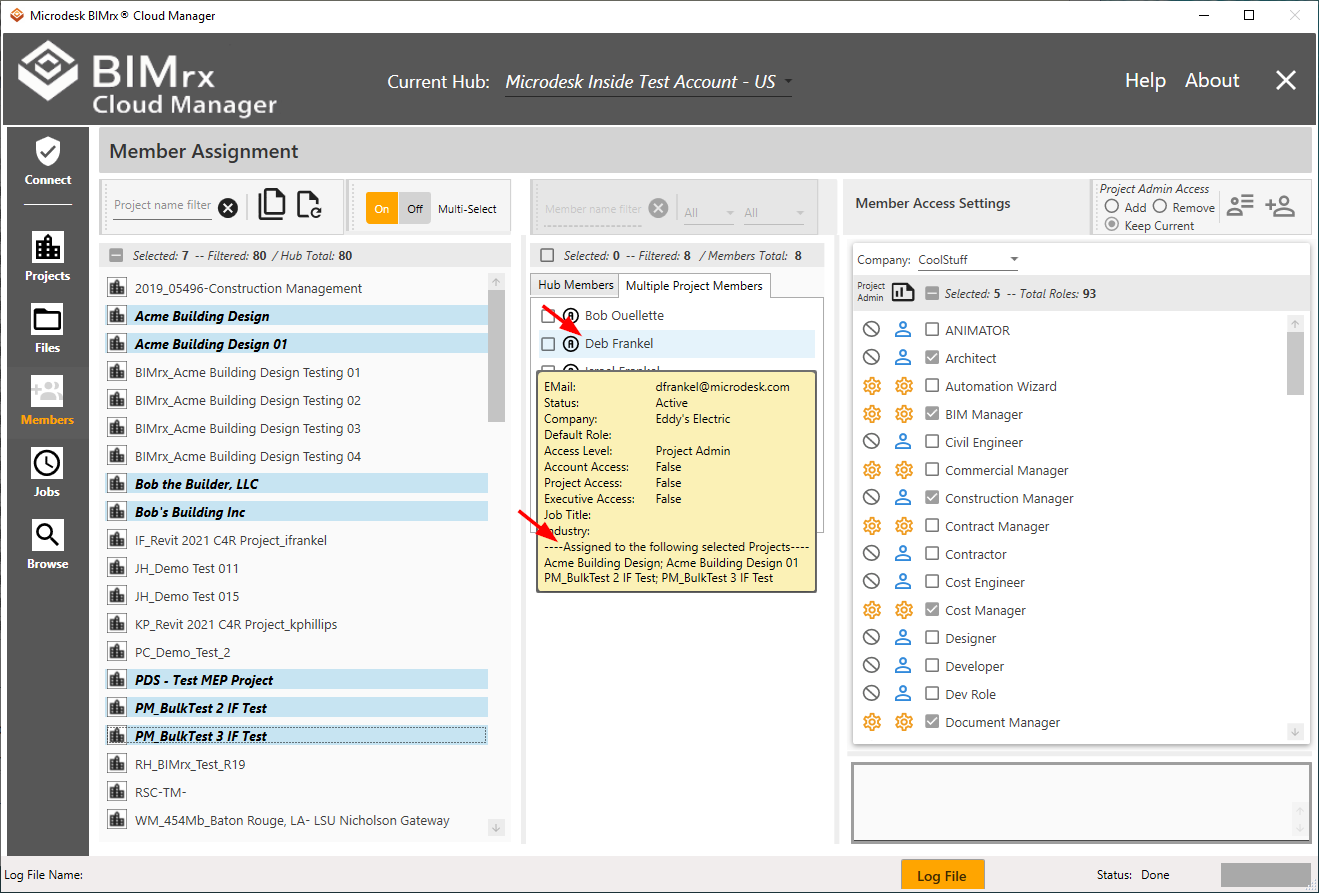 Microdesk BIMrx® Cloud Manager
BIMrx
Cloud Manager
Current Hub: Microdesk Inside Test Account - US
Help About
Connect
Projects
Files
Members
Jobs
Browse
Member Assignment
Project name filter
On Off Multi-Select
Selected: 7 -- Filtered: 80 / Hub Total: 80
2019_05496-Construction Management
Acme Building Design
Acme Building Design 01
BIMrx_Acme Building Design Testing 01
BIMrx_Acme Building Design Testing 02
BIMrx_Acme Building Design Testing 03
BIMrx_Acme Building Design Testing 04
Bob the Builder, LLC
Bob's Building Inc
IF_Revit 2021 C4R Project_ifrankel
JH_Demo Test 011
JH_Demo Test 015
KP_Revit 2021 C4R Project_kphillips
PC_Demo_Test_2
PDS - Test MEP Project
PM_BulkTest 2 IF Test
PM_BulkTest 3 IF Test
RH_BIMrx_Test_R19
RSC-TM-
WM_454Mb_Baton Rouge, LA- LSU Nicholson Gateway
Member name filter
All All
Selected: 0 -- Filtered: 8 / Members Total: 8
Hub Members Multiple Project Members
Bob Ouellette
Deb Frankel
Israel Frankel
EMail: dfrankel@microdesk.com
Status: Active
Company: Eddy's Electric
Default Role:
Access Level: Project Admin
Account Access: False
Project Access: False
Executive Access: False
Job Title:
Industry:
----Assigned to the following selected Projects----
Acme Building Design; Acme Building Design 01
PM_BulkTest 2 IF Test; PM_BulkTest 3 IF Test
Member Access Settings
Project Admin Access
Add Remove
Keep Current
Company: CoolStuff
Project
Admin
Selected: 5 -- Total Roles: 93
ANIMATOR
Architect
Automation Wizard
BIM Manager
Civil Engineer
Commercial Manager
Construction Manager
Contract Manager
Contractor
Cost Engineer
Cost Manager
Designer
Developer
Dev Role
Document Manager
Log File Name:
Log File
Status: Done